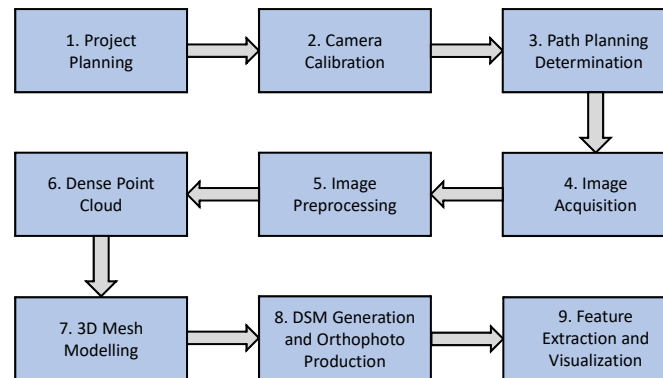 1. Project
Planning
2. Camera
Calibration
3. Path Planning
Determination
4. Image
Acquisition
5. Image
Preprocessing
6. Dense Point
Cloud
7. 3D Mesh
Modelling
8. DSM Generation
and Orthophoto
Production
9. Feature
Extraction and
Visualization